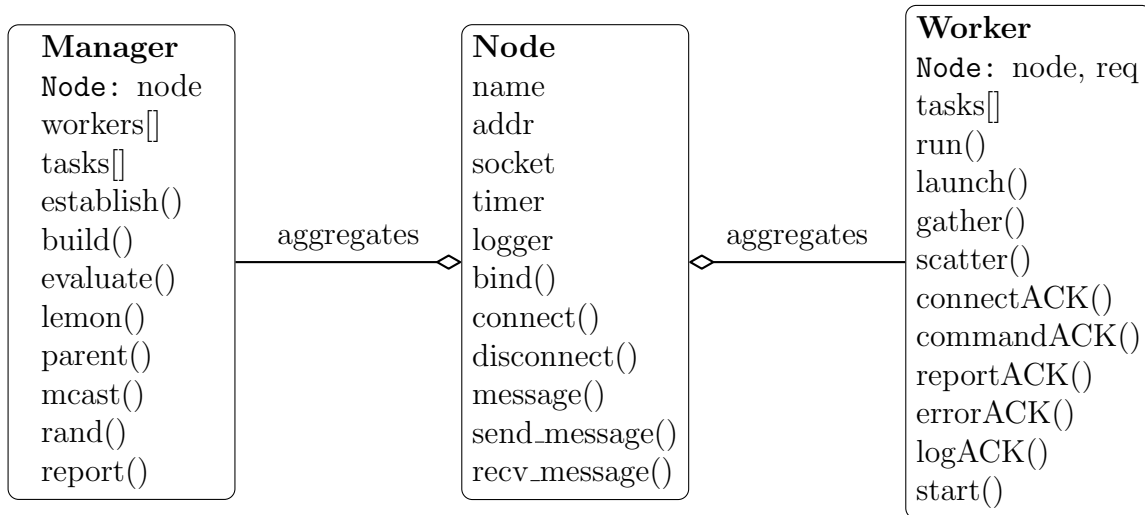 Manager
Node: node
workers[]
tasks[]
establish()
build()
evaluate()
lemon()
parent()
mcast()
rand()
report()
aggregates
Node
name
addr
socket
timer
logger
bind()
connect()
disconnect()
message()
send_message()
recv_message()
aggregates
Worker
Node: node, req
tasks[]
run()
launch()
gather()
scatter()
connectACK()
commandACK()
reportACK()
errorACK()
logACK()
start()